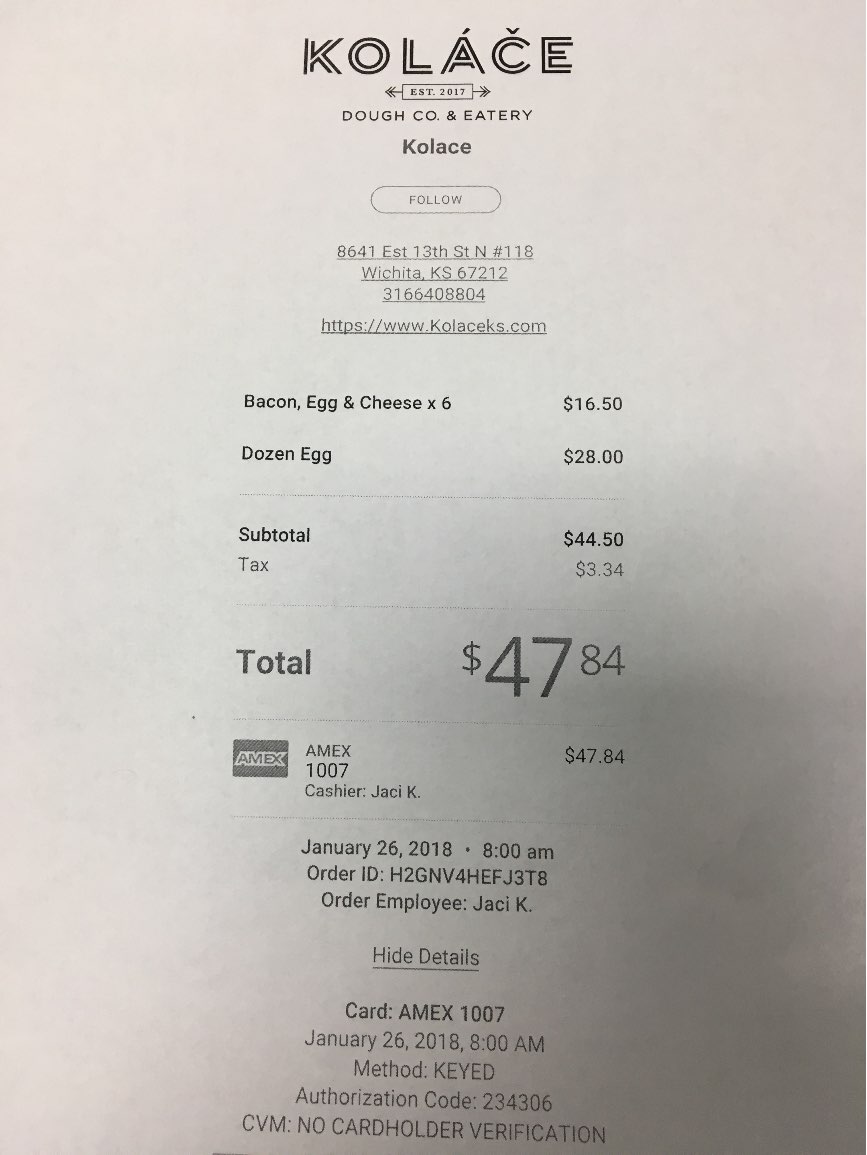 KOLÁČE
EST. 2017
DOUGH CO. & EATERY
Kolace
FOLLOW
8641 Est 13th St N #118
Wichita, KS 67212
3166408804
https://www.Kolaceks.com
Bacon, Egg & Cheese x 6 $16.50
Dozen Egg $28.00
Subtotal $44.50
Tax $3.34
Total $47 84
AMEX AMEX $47.84
1007
Cashier: Jaci K.
January 26, 2018 • 8:00 am
Order ID: H2GNV4HEFJ3T8
Order Employee: Jaci K.
Hide Details
Card: AMEX 1007
January 26, 2018, 8:00 AM
Method: KEYED
Authorization Code: 234306
CVM: NO CARDHOLDER VERIFICATION